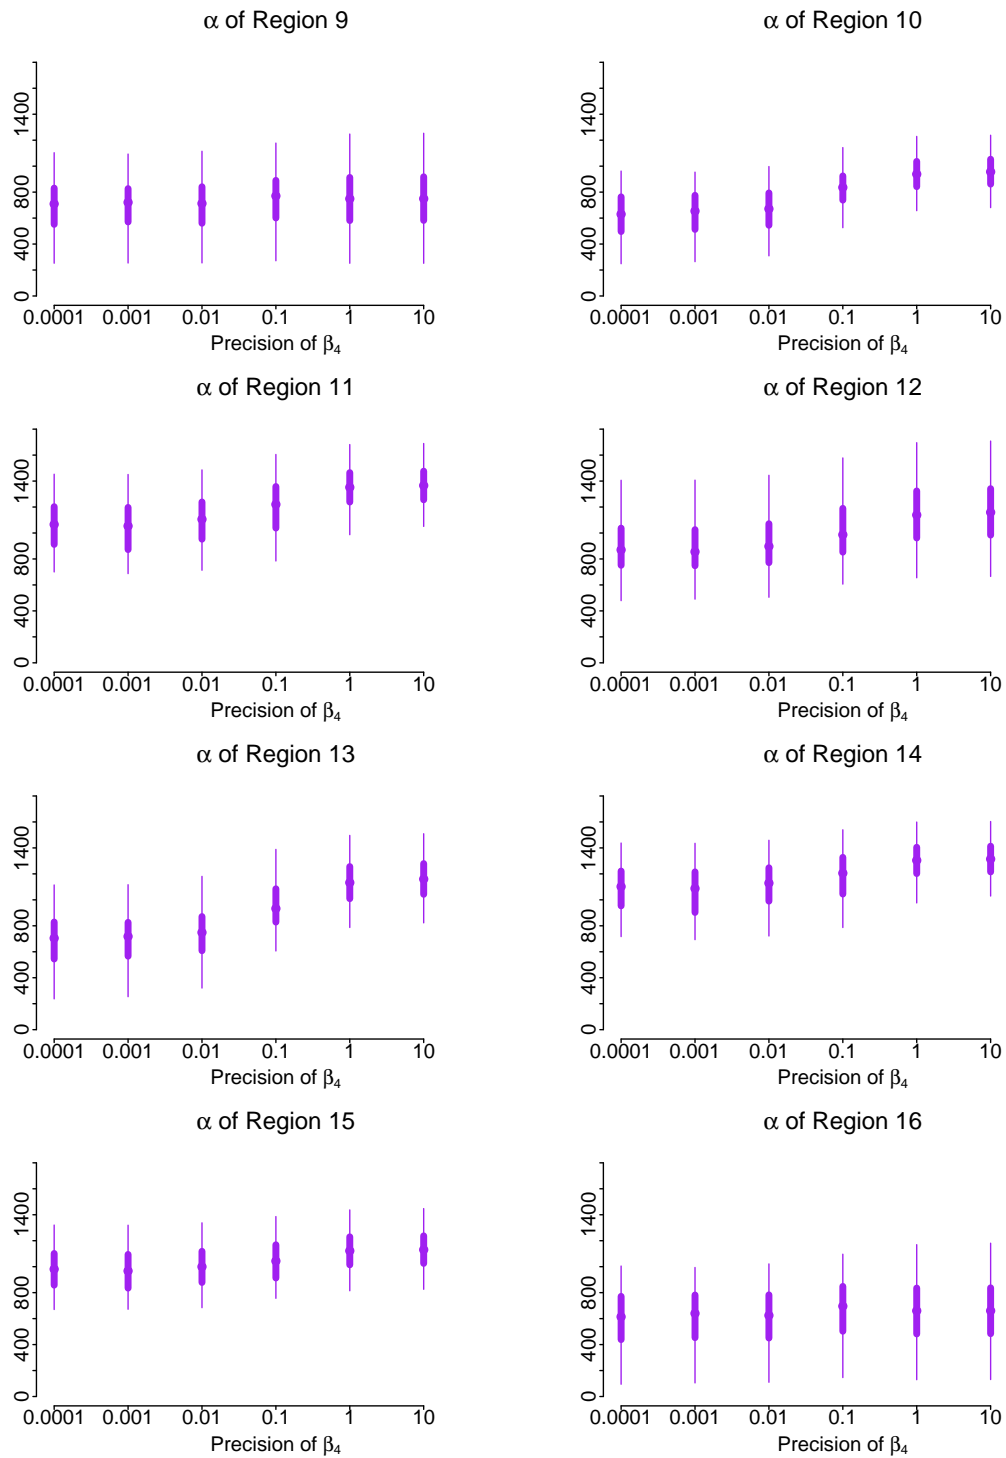 α of Region 9
α of Region 10
1400
800
400
0
0.0001 0.001 0.01 0.1 1 10
Precision of β₄
1400
800
400
0
0.0001 0.001 0.01 0.1 1 10
Precision of β₄
α of Region 11
α of Region 12
1400
800
400
0
0.0001 0.001 0.01 0.1 1 10
Precision of β₄
1400
800
400
0
0.0001 0.001 0.01 0.1 1 10
Precision of β₄
α of Region 13
α of Region 14
1400
800
400
0
0.0001 0.001 0.01 0.1 1 10
Precision of β₄
1400
800
400
0
0.0001 0.001 0.01 0.1 1 10
Precision of β₄
α of Region 15
α of Region 16
1400
800
400
0
0.0001 0.001 0.01 0.1 1 10
Precision of β₄
1400
800
400
0
0.0001 0.001 0.01 0.1 1 10
Precision of β₄